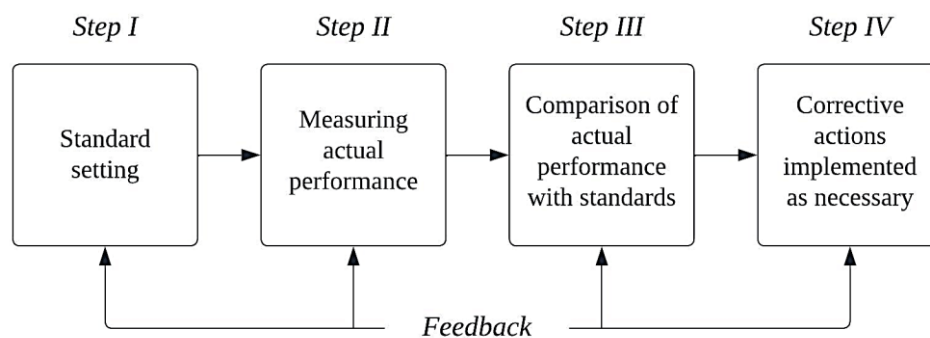 Step I
Step II
Step III
Step IV
Standard
setting
Measuring
actual
performance
Comparison of
actual
performance
with standards
Corrective
actions
implemented
as necessary
Feedback